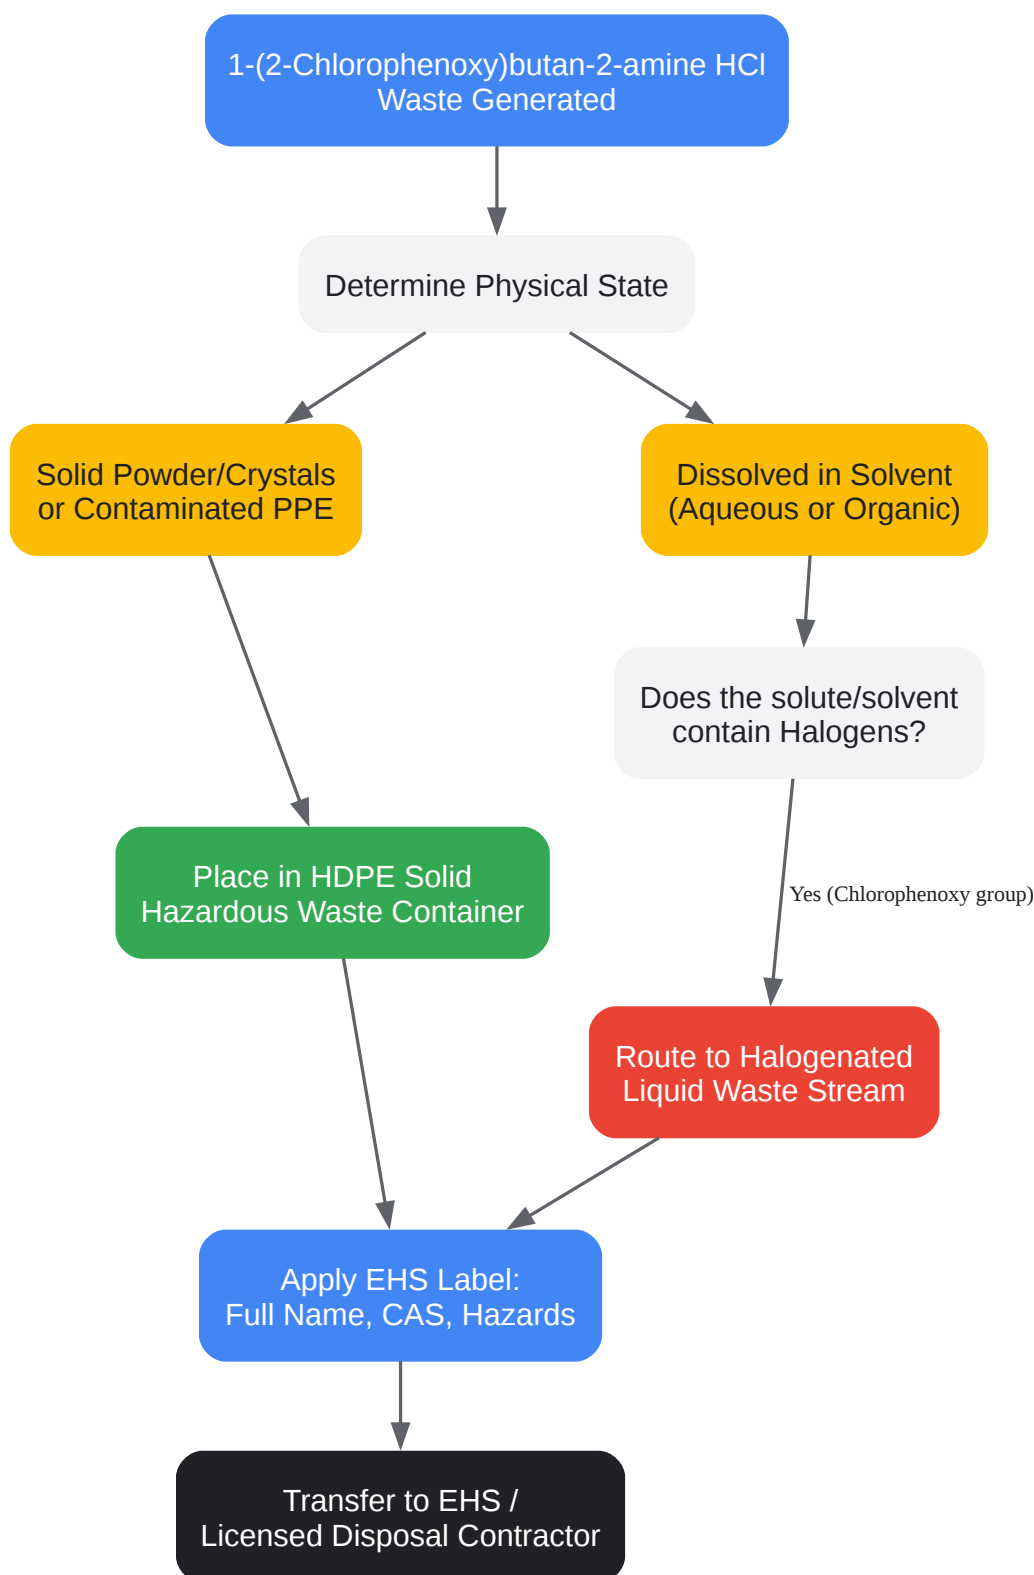 1-(2-Chlorophenoxy)butan-2-amine HCl
Waste Generated
Determine Physical State
Solid Powder/Crystals
or Contaminated PPE
Dissolved in Solvent
(Aqueous or Organic)
Does the solute/solvent
contain Halogens?
Place in HDPE Solid
Hazardous Waste Container
Yes (Chlorophenoxy group)
Route to Halogenated
Liquid Waste Stream
Apply EHS Label:
Full Name, CAS, Hazards
Transfer to EHS /
Licensed Disposal Contractor